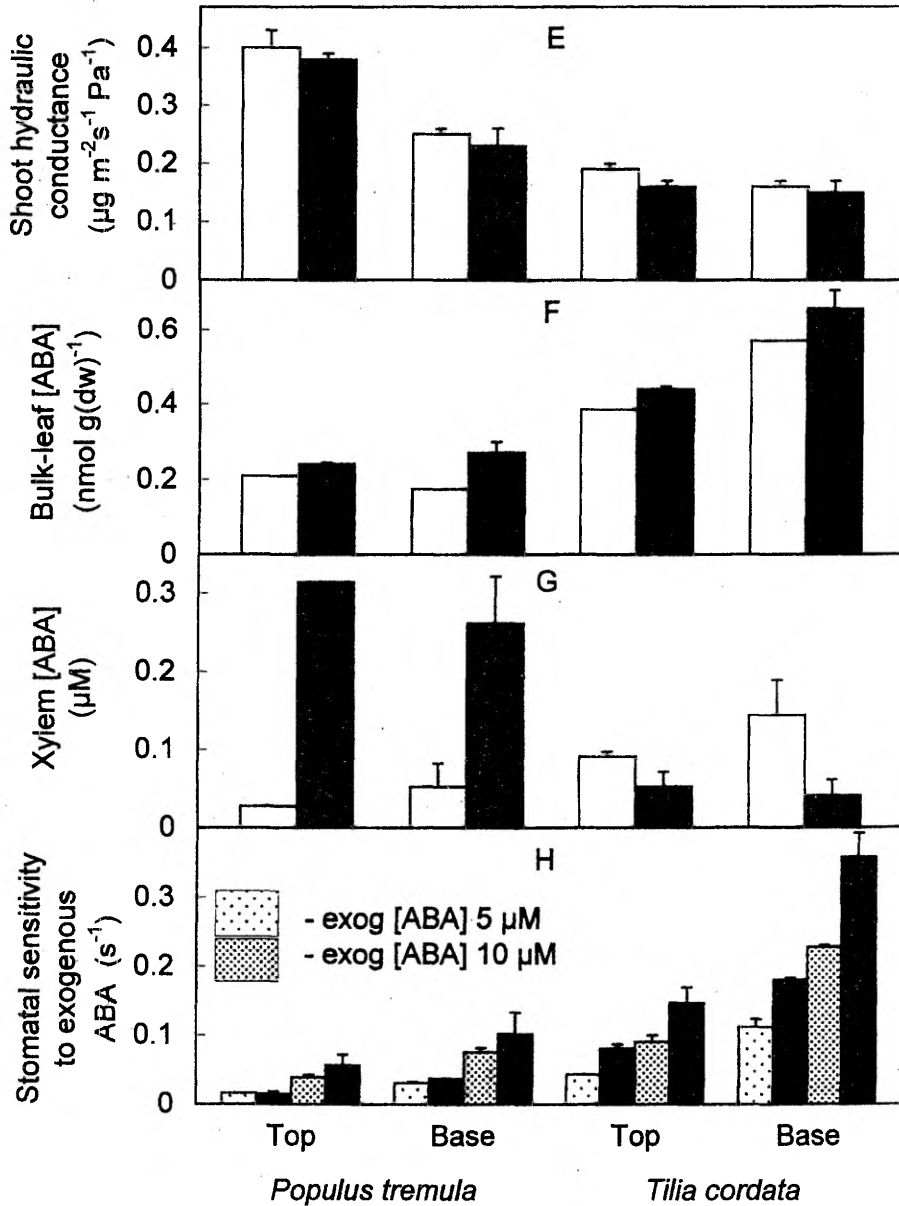 E
Shoot hydraulic
conductance
(µg m⁻²s⁻¹ Pa⁻¹)
0.4
0.3
0.2
0.1
0
F
Bulk-leaf [ABA]
(nmol g(dw)⁻¹)
0.6
0.4
0.2
0
G
Xylem [ABA]
(µM)
0.3
0.2
0.1
0
H
Stomatal sensitivity
to exogenous
ABA (s⁻¹)
0.3
0.2
0.1
0
- exog [ABA] 5 µM
- exog [ABA] 10 µM
Top Base Top Base
Populus tremula Tilia cordata